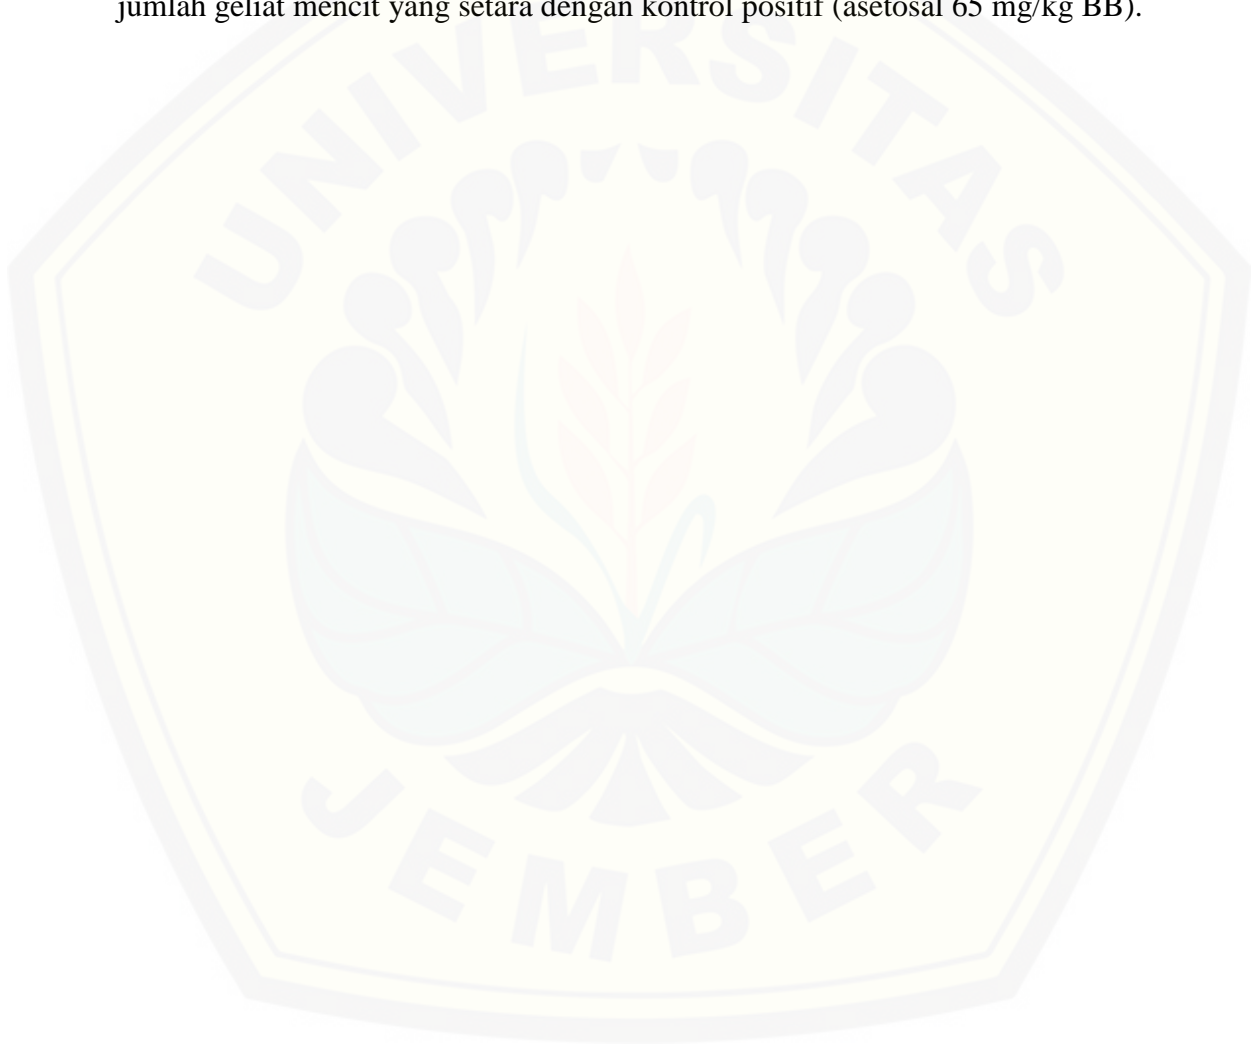 jumlah geliat mencit yang setara dengan kontrol positif (asetosal 65 mg/kg BB).
UNIVERSITAS
JEMBER